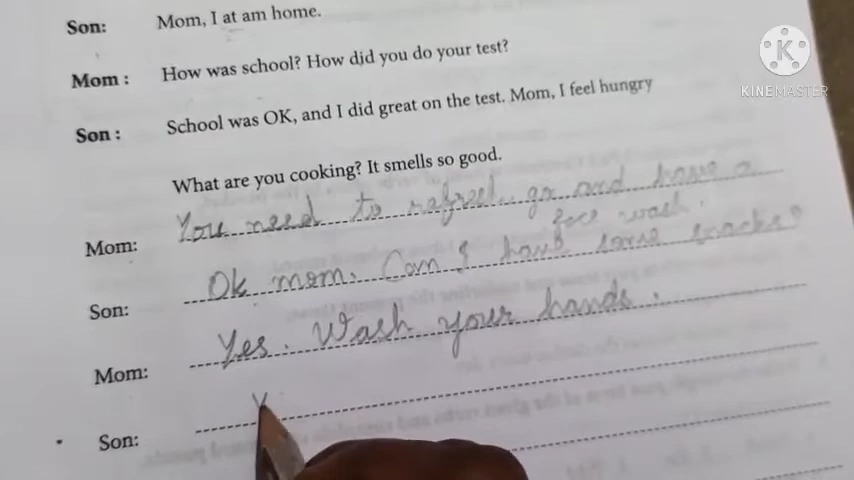 Son: Mom, I at am home.
Mom : How was school? How did you do your test?
Son : School was OK, and I did great on the test. Mom, I feel hungry
What are you cooking? It smells so good.
Mom: You need to refresh. go and have a
face wash.
Son: Ok mom. Can I have some snacks?
Mom: Yes. Wash your hands.
Son: Y
K
KINEMASTER